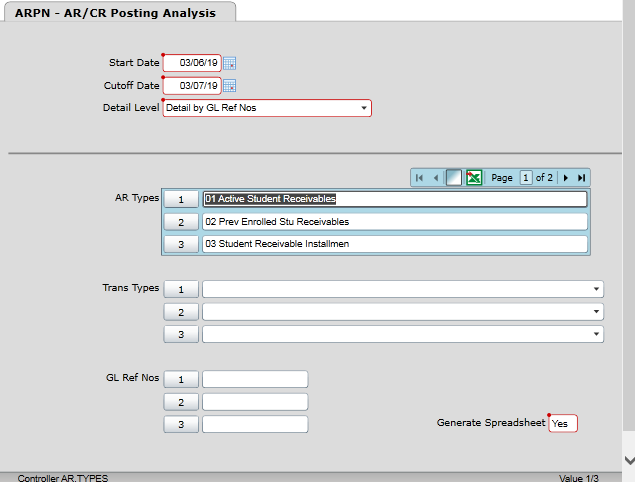 ARPN - AR/CR Posting Analysis
Start Date 03/06/19
Cutoff Date 03/07/19
Detail Level Detail by GL Ref Nos
Page 1 of 2
AR Types 1 01 Active Student Receivables
2 02 Prev Enrolled Stu Receivables
3 03 Student Receivable Installmen
Trans Types 1
2
3
GL Ref Nos 1
2
3
Generate Spreadsheet Yes
Controller AR.TYPES Value 1/3